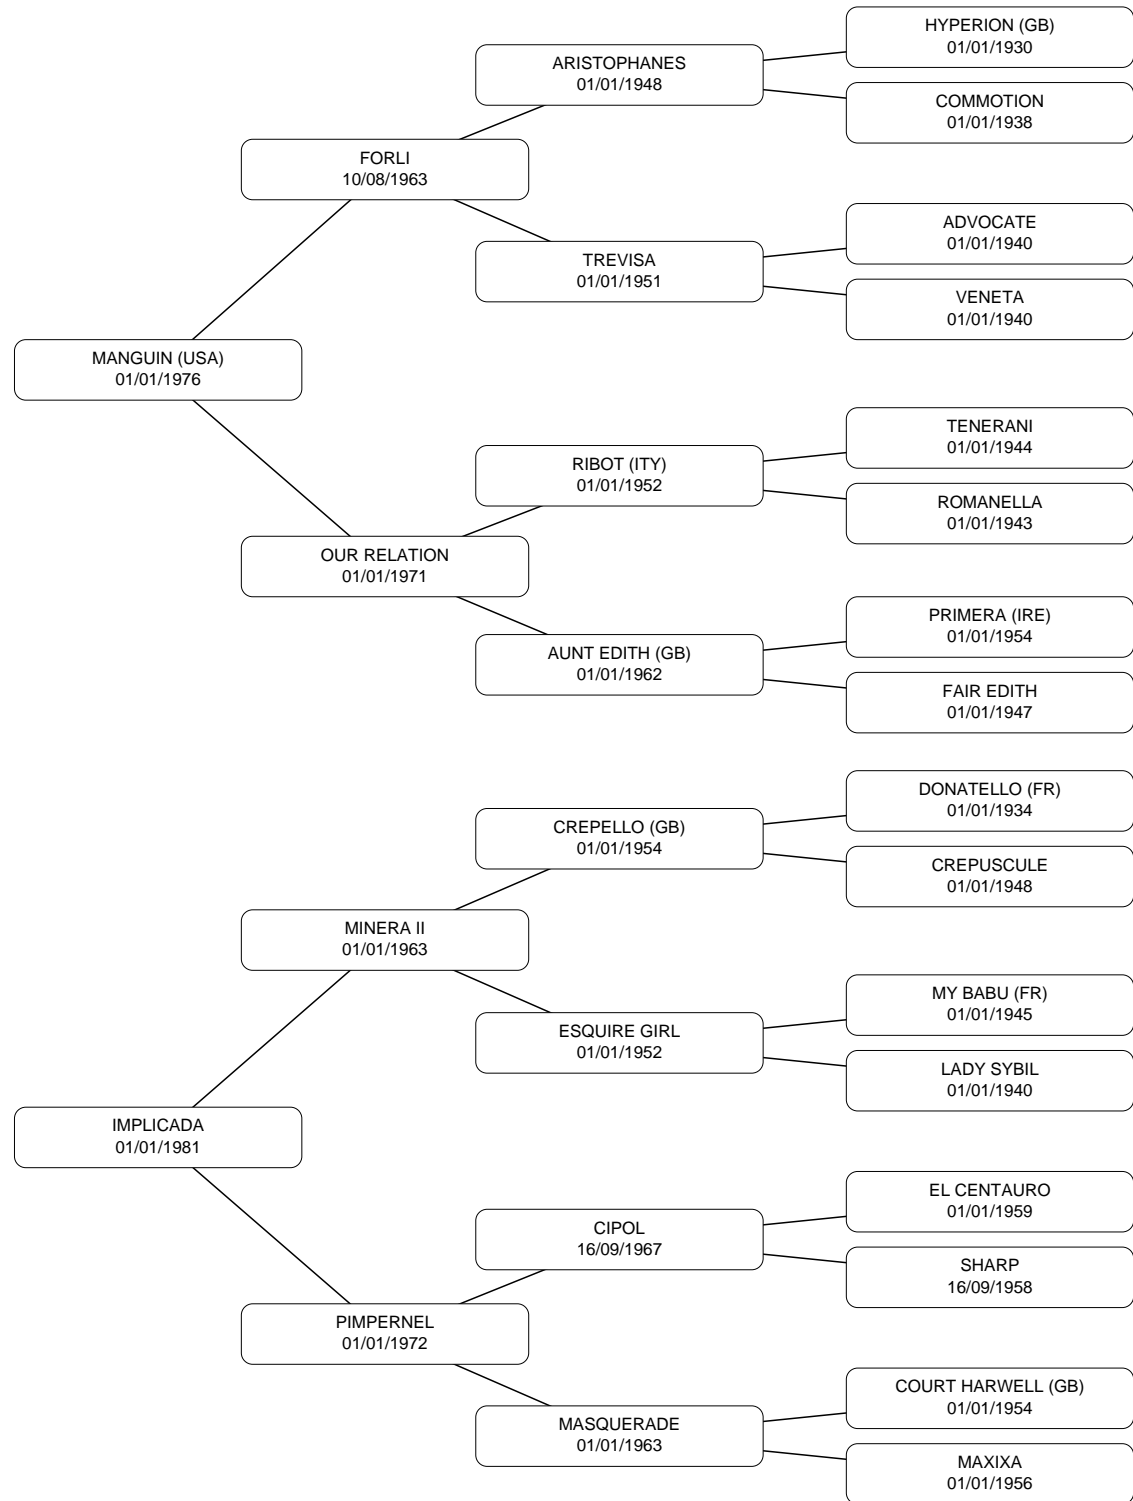 HYPERION (GB)
01/01/1930
ARISTOPHANES
01/01/1948
COMMOTION
01/01/1938
FORLI
10/08/1963
ADVOCATE
01/01/1940
TREVISA
01/01/1951
VENETA
01/01/1940
MANGUIN (USA)
01/01/1976
TENERANI
01/01/1944
RIBOT (ITY)
01/01/1952
ROMANELLA
01/01/1943
OUR RELATION
01/01/1971
PRIMERA (IRE)
01/01/1954
AUNT EDITH (GB)
01/01/1962
FAIR EDITH
01/01/1947
DONATELLO (FR)
01/01/1934
CREPELLO (GB)
01/01/1954
CREPUSCULE
01/01/1948
MINERA II
01/01/1963
MY BABU (FR)
01/01/1945
ESQUIRE GIRL
01/01/1952
LADY SYBIL
01/01/1940
IMPLICADA
01/01/1981
EL CENTAURO
01/01/1959
CIPOL
16/09/1967
SHARP
16/09/1958
PIMPERNEL
01/01/1972
COURT HARWELL (GB)
01/01/1954
MASQUERADE
01/01/1963
MAXIXA
01/01/1956